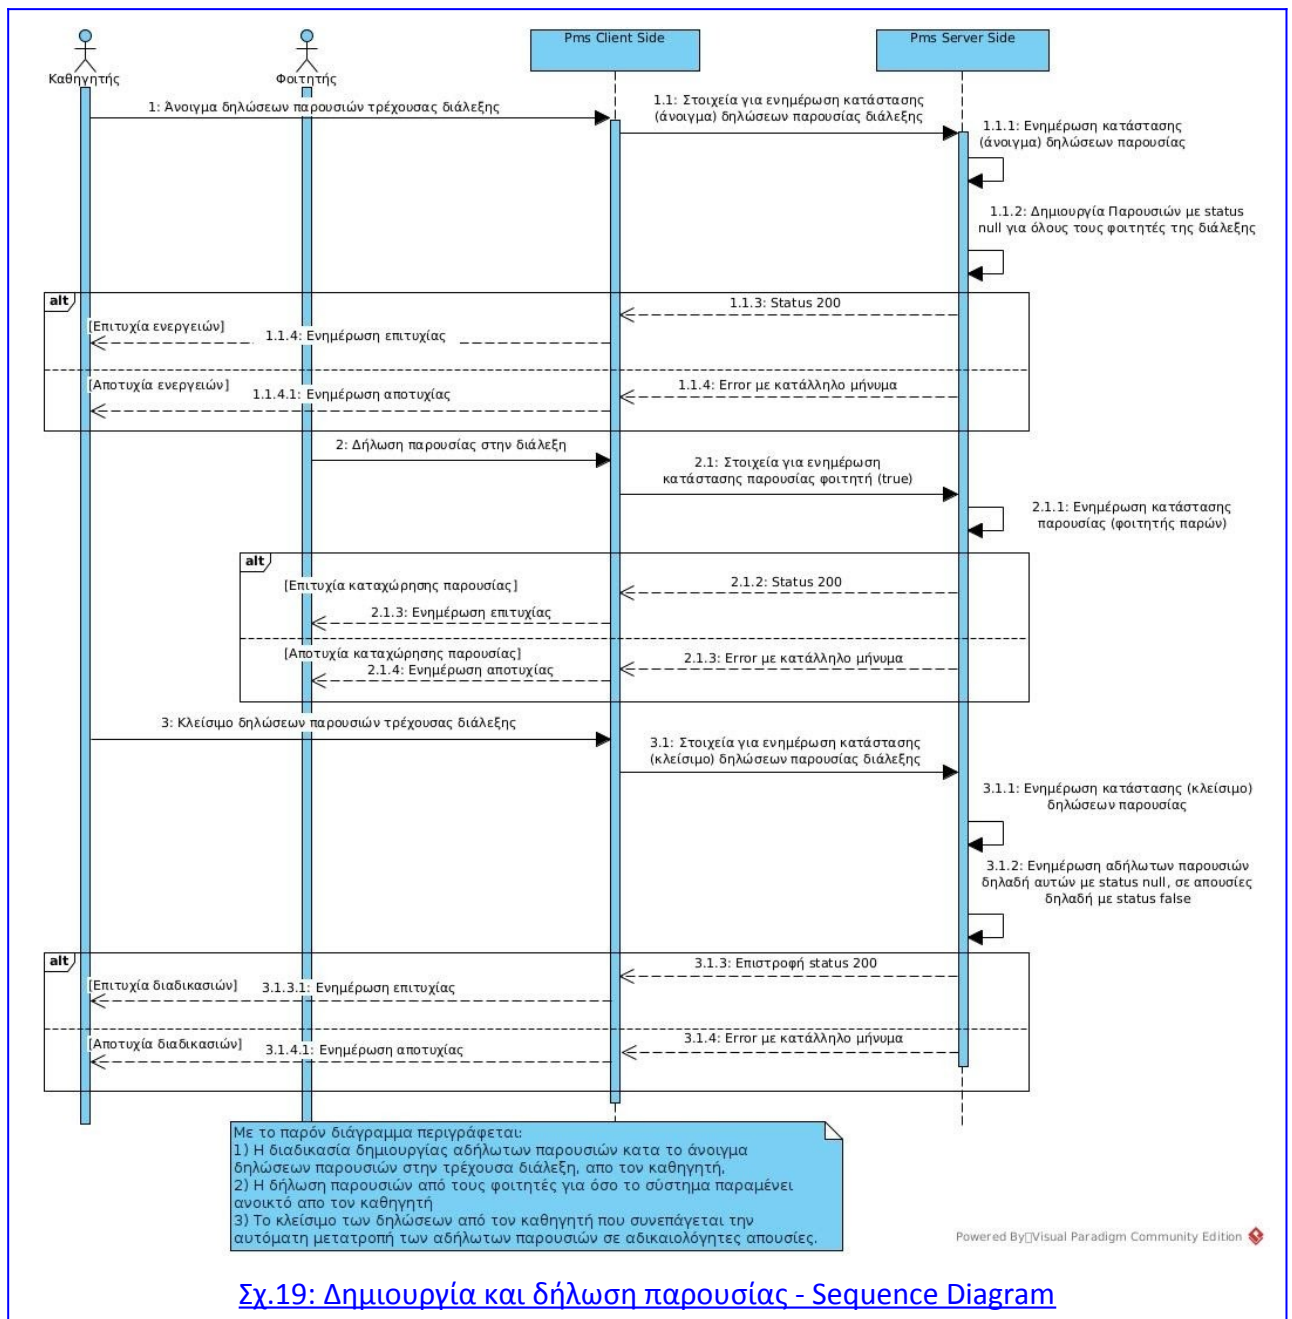 Καθηγητής
Φοιτητής
Pms Client Side
Pms Server Side
1: Άνοιγμα δηλώσεων παρουσιών τρέχουσας διάλεξης
1.1: Στοιχεία για ενημέρωση κατάστασης
(άνοιγμα) δηλώσεων παρουσίας διάλεξης
1.1.1: Ενημέρωση κατάστασης
(άνοιγμα) δηλώσεων παρουσίας
1.1.2: Δημιουργία Παρουσιών με status
null για όλους τους φοιτητές της διάλεξης
alt
1.1.3: Status 200
[Επιτυχία ενεργειών]
1.1.4: Ενημέρωση επιτυχίας
[Αποτυχία ενεργειών]
1.1.4: Error με κατάλληλο μήνυμα
1.1.4.1: Ενημέρωση αποτυχίας
2: Δήλωση παρουσίας στην διάλεξη
2.1: Στοιχεία για ενημέρωση
κατάστασης παρουσίας φοιτητή (true)
2.1.1: Ενημέρωση κατάστασης
παρουσίας (φοιτητής παρών)
alt
[Επιτυχία καταχώρησης παρουσίας]
2.1.2: Status 200
2.1.3: Ενημέρωση επιτυχίας
[Αποτυχία καταχώρησης παρουσίας]
2.1.3: Error με κατάλληλο μήνυμα
2.1.4: Ενημέρωση αποτυχίας
3: Κλείσιμο δηλώσεων παρουσιών τρέχουσας διάλεξης
3.1: Στοιχεία για ενημέρωση κατάστασης
(κλείσιμο) δηλώσεων παρουσίας διάλεξης
3.1.1: Ενημέρωση κατάστασης (κλείσιμο)
δηλώσεων παρουσίας
3.1.2: Ενημέρωση αδήλωτων παρουσιών
δηλαδή αυτών με status null, σε απουσίες
δηλαδή με status false
alt
3.1.3: Επιστροφή status 200
[Επιτυχία διαδικασιών]
3.1.3.1: Ενημέρωση επιτυχίας
[Αποτυχία διαδικασιών]
3.1.4: Error με κατάλληλο μήνυμα
3.1.4.1: Ενημέρωση αποτυχίας
Με το παρόν διάγραμμα περιγράφεται:
1) Η διαδικασία δημιουργίας αδήλωτων παρουσιών κατα το άνοιγμα
δηλώσεων παρουσιών στην τρέχουσα διάλεξη, απο τον καθηγητή,
2) Η δήλωση παρουσιών από τους φοιτητές για όσο το σύστημα παραμένει
ανοικτό απο τον καθηγητή
3) Το κλείσιμο των δηλώσεων από τον καθηγητή που συνεπάγεται την
αυτόματη μετατροπή των αδήλωτων παρουσιών σε αδικαιολόγητες απουσίες.
Powered By Visual Paradigm Community Edition
Σχ.19: Δημιουργία και δήλωση παρουσίας - Sequence Diagram